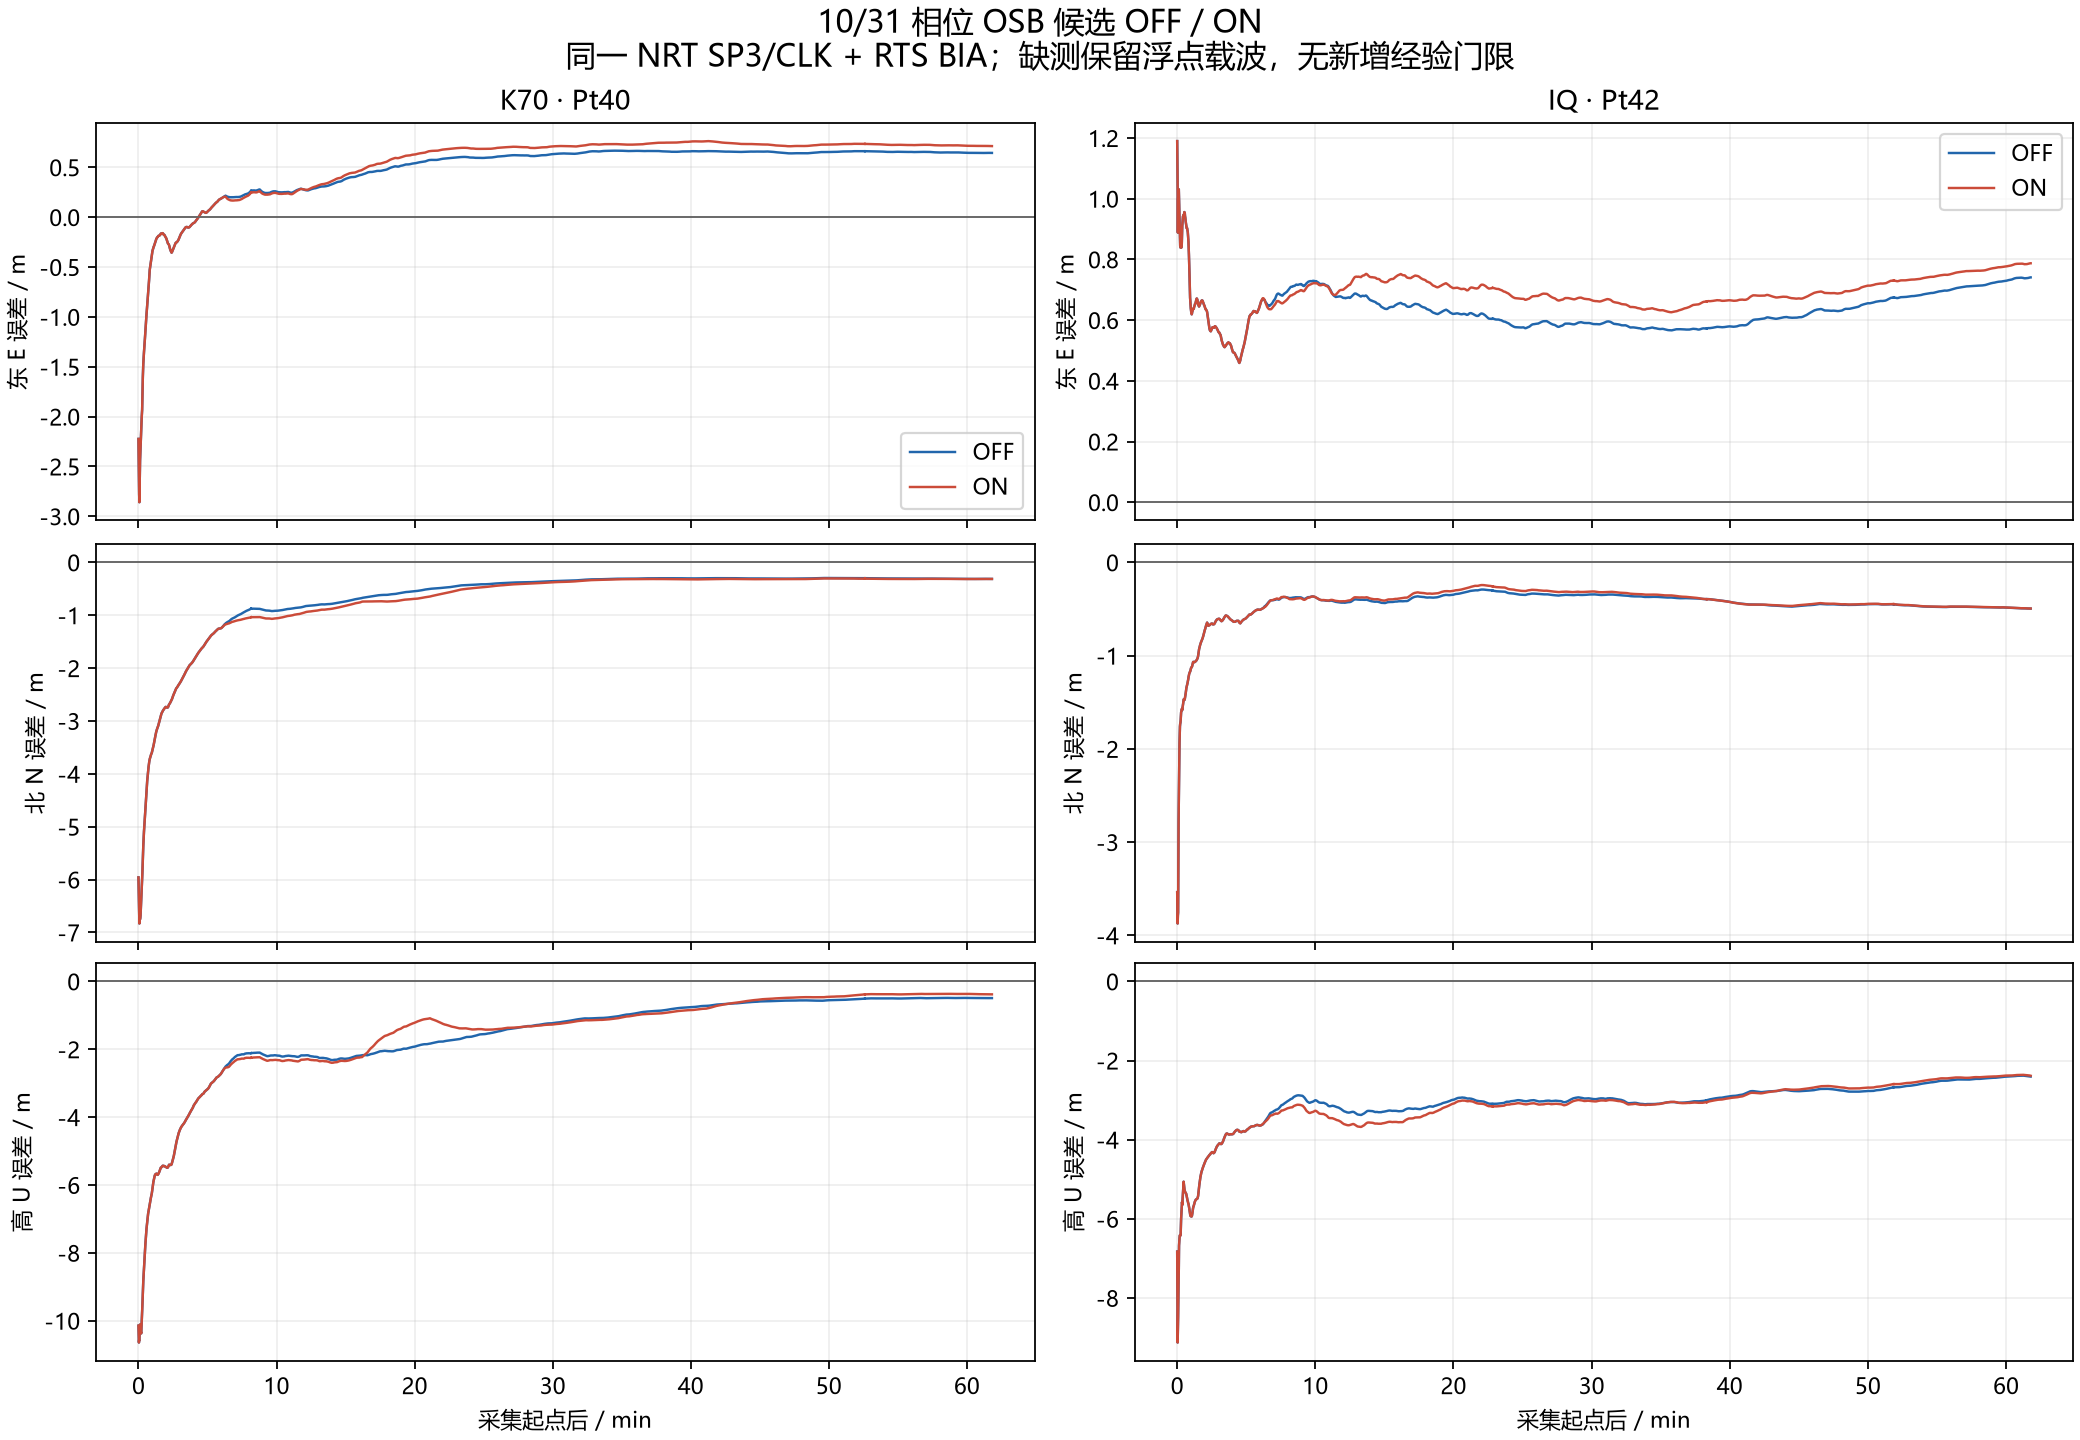 10/31 相位 OSB 候选 OFF / ON
同一 NRT SP3/CLK + RTS BIA；缺测保留浮点载波，无新增经验门限
K70 · Pt40
东 E 误差 / m
0.5
0.0
-0.5
-1.0
-1.5
-2.0
-2.5
-3.0
OFF
ON
IQ · Pt42
东 E 误差 / m
1.2
1.0
0.8
0.6
0.4
0.2
0.0
OFF
ON
北 N 误差 / m
0
-1
-2
-3
-4
-5
-6
-7
北 N 误差 / m
0
-1
-2
-3
-4
高 U 误差 / m
0
-2
-4
-6
-8
-10
0 10 20 30 40 50 60
采集起点后 / min
高 U 误差 / m
0
-2
-4
-6
-8
0 10 20 30 40 50 60
采集起点后 / min